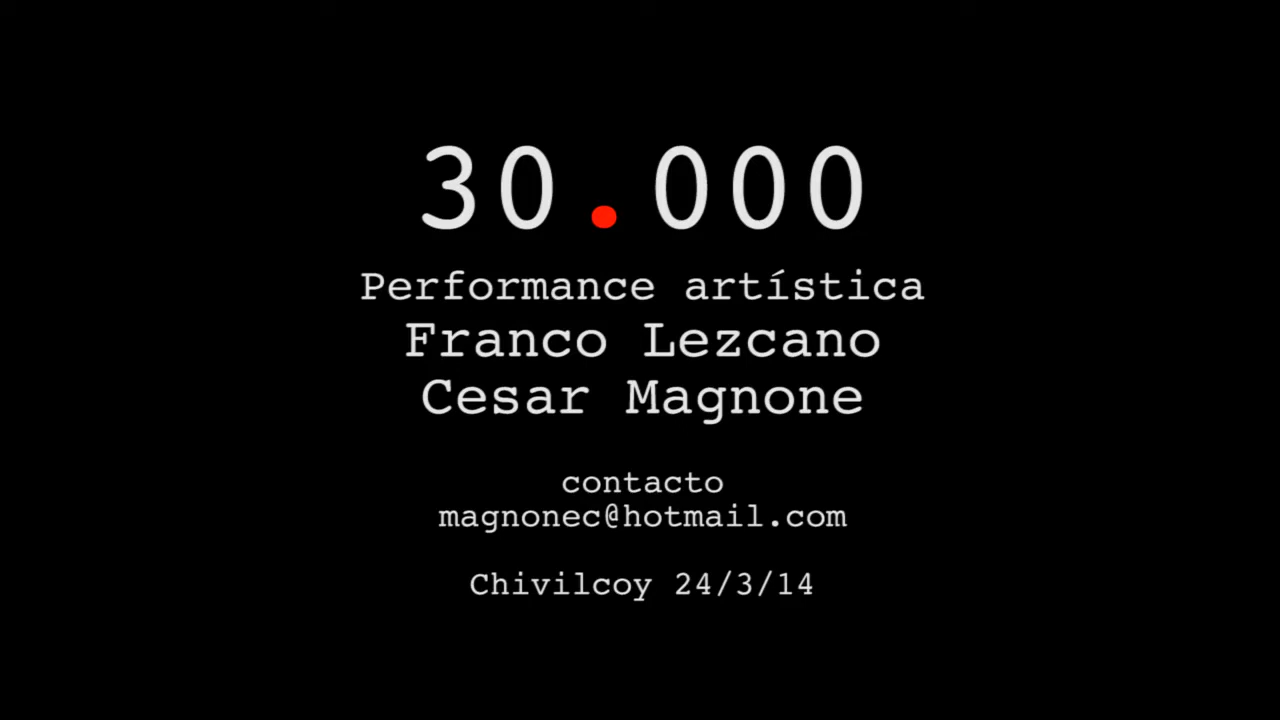 30.000
Performance artística
Franco Lezcano
Cesar Magnone
contacto
magnonec@hotmail.com
Chivilcoy 24/3/14